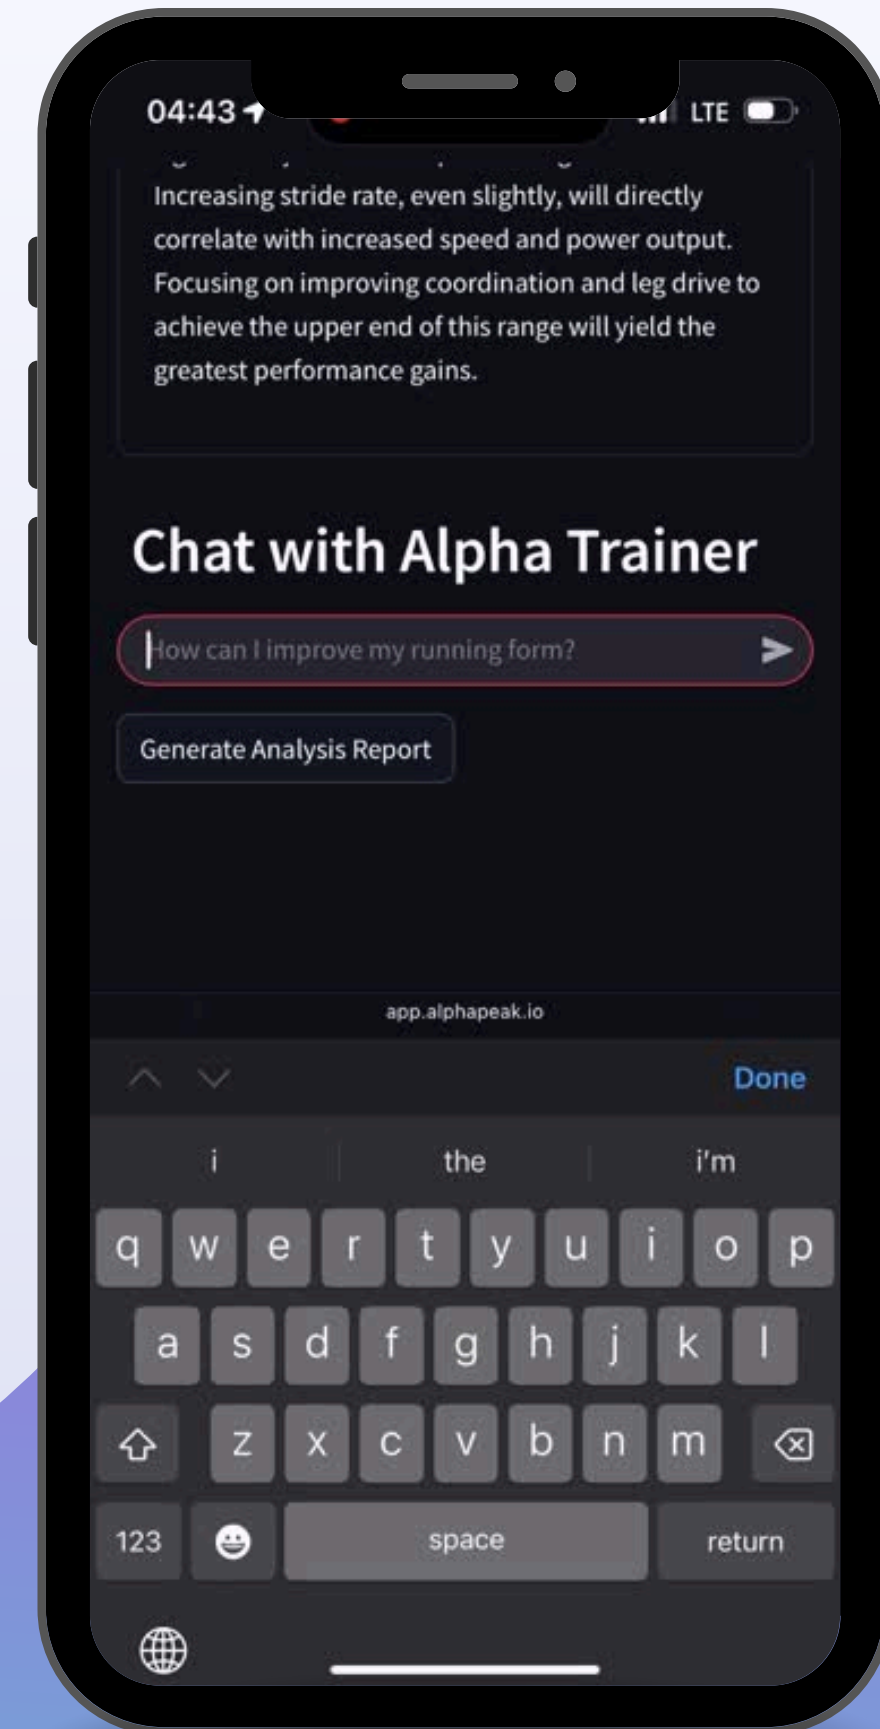 04:43
LTE
Increasing stride rate, even slightly, will directly
correlate with increased speed and power output.
Focusing on improving coordination and leg drive to
achieve the upper end of this range will yield the
greatest performance gains.
Chat with Alpha Trainer
How can I improve my running form?
Generate Analysis Report
app.alphapeak.io
Done
i the i'm
q w e r t y u i o p
a s d f g h j k l
z x c v b n m
123 space return